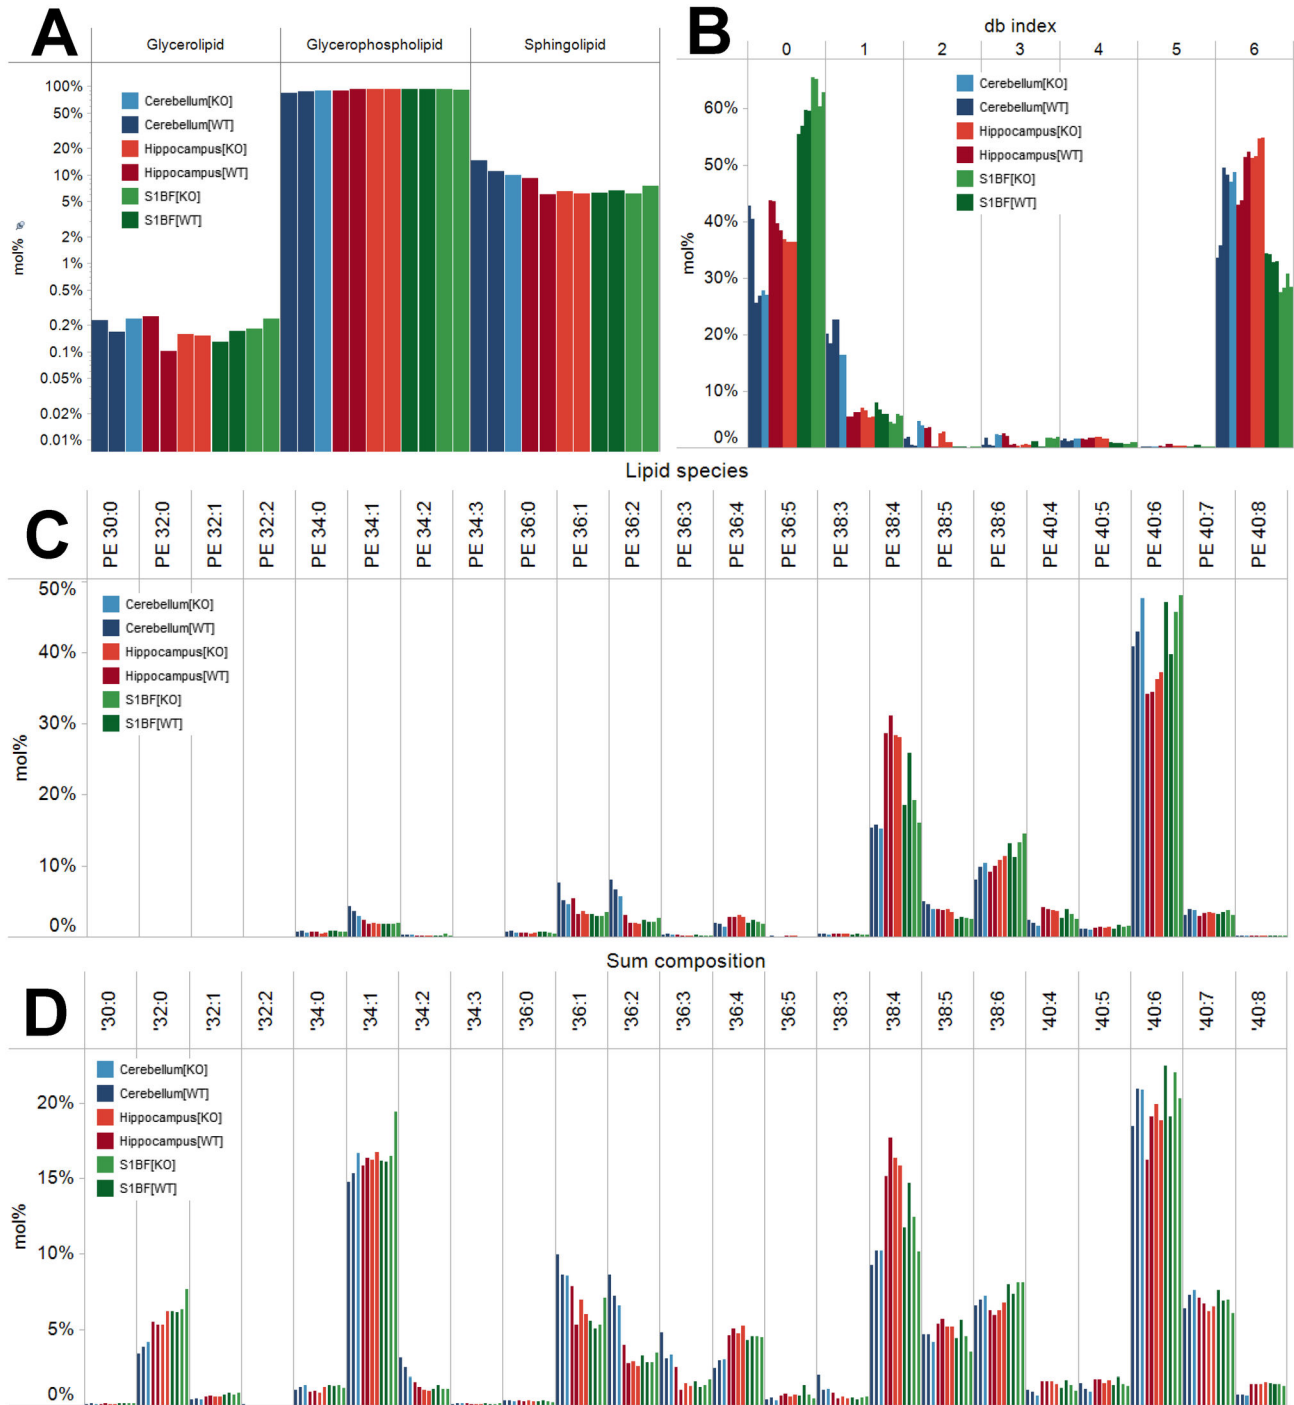 A
Glycerolipid Glycerophospholipid Sphingolipid
100%
50%
20%
10%
5%
2%
1%
0.5%
0.2%
0.1%
0.05%
0.02%
0.01%
mol%
Cerebellum[KO]
Cerebellum[WT]
Hippocampus[KO]
Hippocampus[WT]
S1BF[KO]
S1BF[WT]
B
db index
0 1 2 3 4 5 6
60%
50%
40%
30%
20%
10%
0%
mol%
Cerebellum[KO]
Cerebellum[WT]
Hippocampus[KO]
Hippocampus[WT]
S1BF[KO]
S1BF[WT]
Lipid species
C
PE 30:0 PE 32:0 PE 32:1 PE 32:2 PE 34:0 PE 34:1 PE 34:2 PE 34:3 PE 36:0 PE 36:1 PE 36:2 PE 36:3 PE 36:4 PE 36:5 PE 38:3 PE 38:4 PE 38:5 PE 38:6 PE 40:4 PE 40:5 PE 40:6 PE 40:7 PE 40:8
50%
40%
30%
20%
10%
0%
mol%
Cerebellum[KO]
Cerebellum[WT]
Hippocampus[KO]
Hippocampus[WT]
S1BF[KO]
S1BF[WT]
Sum composition
D
'30:0 '32:0 '32:1 '32:2 '34:0 '34:1 '34:2 '34:3 '36:0 '36:1 '36:2 '36:3 '36:4 '36:5 '38:3 '38:4 '38:5 '38:6 '40:4 '40:5 '40:6 '40:7 '40:8
20%
15%
10%
5%
0%
mol%
Cerebellum[KO]
Cerebellum[WT]
Hippocampus[KO]
Hippocampus[WT]
S1BF[KO]
S1BF[WT]